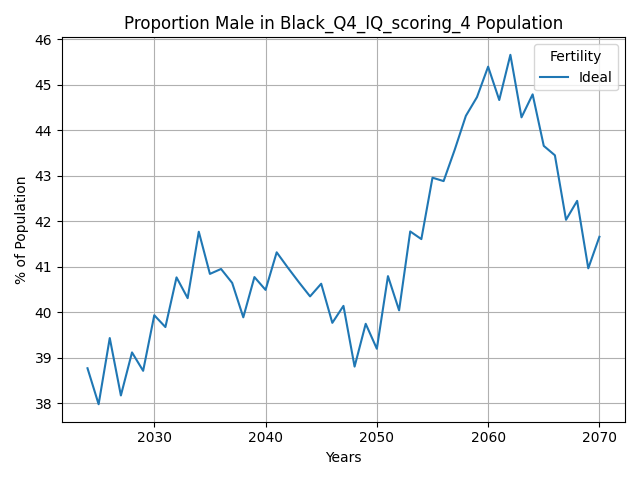 Proportion Male in Black_Q4_IQ_scoring_4 Population
Fertility
Ideal
% of Population
46
45
44
43
42
41
40
39
38
2030
2040
2050
2060
2070
Years